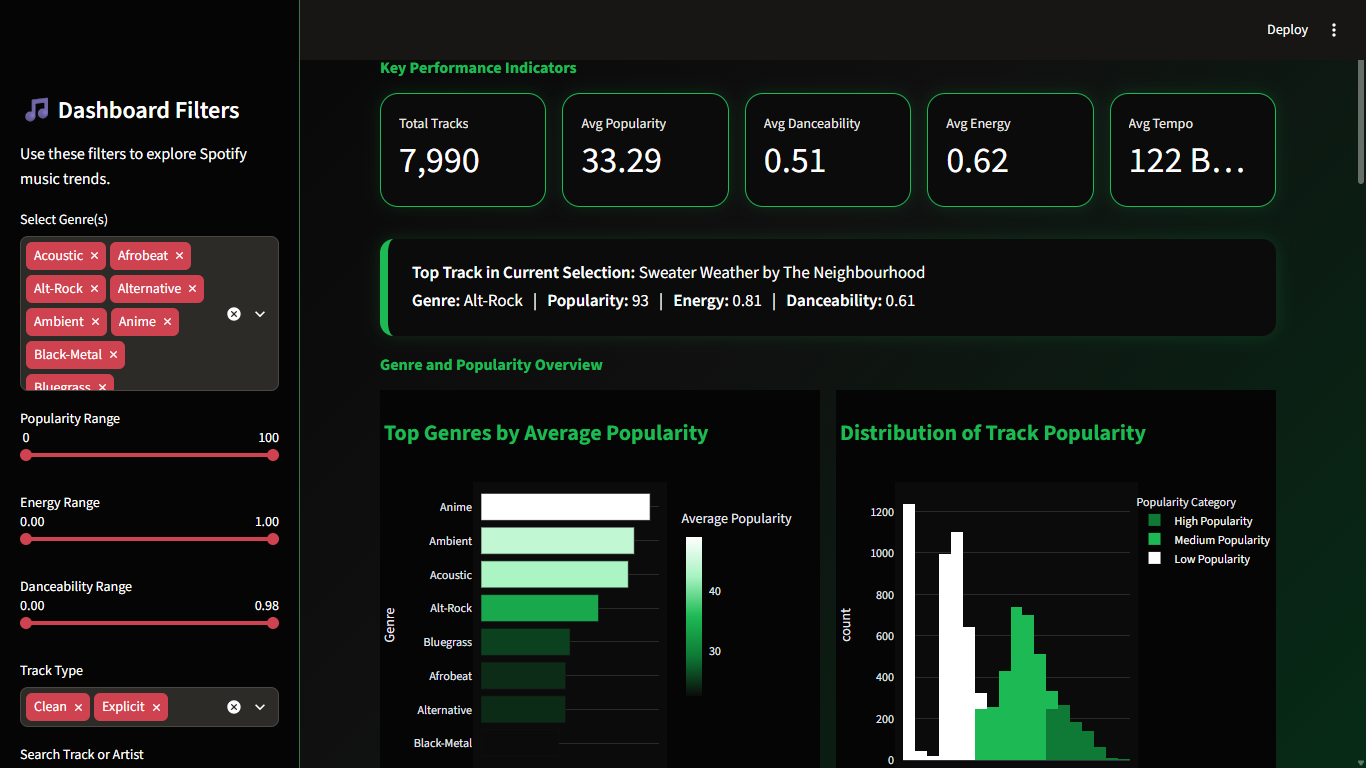 Deploy
Dashboard Filters
Use these filters to explore Spotify
music trends.
Select Genre(s)
Acoustic × Afrobeat ×
Alt-Rock × Alternative ×
Ambient × Anime ×
Black-Metal ×
Bluegrass ×
Popularity Range
0 100
Energy Range
0.00 1.00
Danceability Range
0.00 0.98
Track Type
Clean × Explicit ×
Search Track or Artist
Key Performance Indicators
Total Tracks
7,990
Avg Popularity
33.29
Avg Danceability
0.51
Avg Energy
0.62
Avg Tempo
122 B...
Top Track in Current Selection: Sweater Weather by The Neighbourhood
Genre: Alt-Rock | Popularity: 93 | Energy: 0.81 | Danceability: 0.61
Genre and Popularity Overview
Top Genres by Average Popularity
Genre
Anime
Ambient
Acoustic
Alt-Rock
Bluegrass
Afrobeat
Alternative
Black-Metal
Average Popularity
40
30
Distribution of Track Popularity
count
1200
1000
800
600
400
200
0
Popularity Category
High Popularity
Medium Popularity
Low Popularity